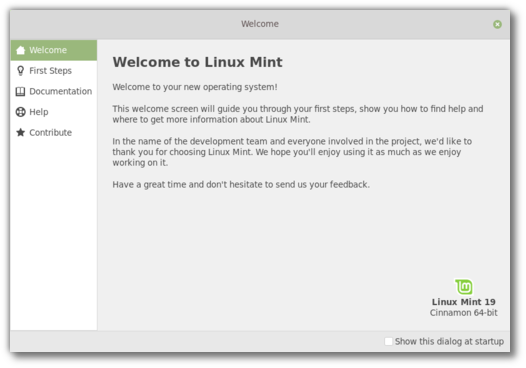 Welcome
Welcome
First Steps
Documentation
Help
Contribute
Welcome to Linux Mint
Welcome to your new operating system!
This welcome screen will guide you through your first steps, show you how to find help and
where to get more information about Linux Mint.
In the name of the development team and everyone involved in the project, we'd like to
thank you for choosing Linux Mint. We hope you'll enjoy using it as much as we enjoy
working on it.
Have a great time and don't hesitate to send us your feedback.
Linux Mint 19
Cinnamon 64-bit
Show this dialog at startup